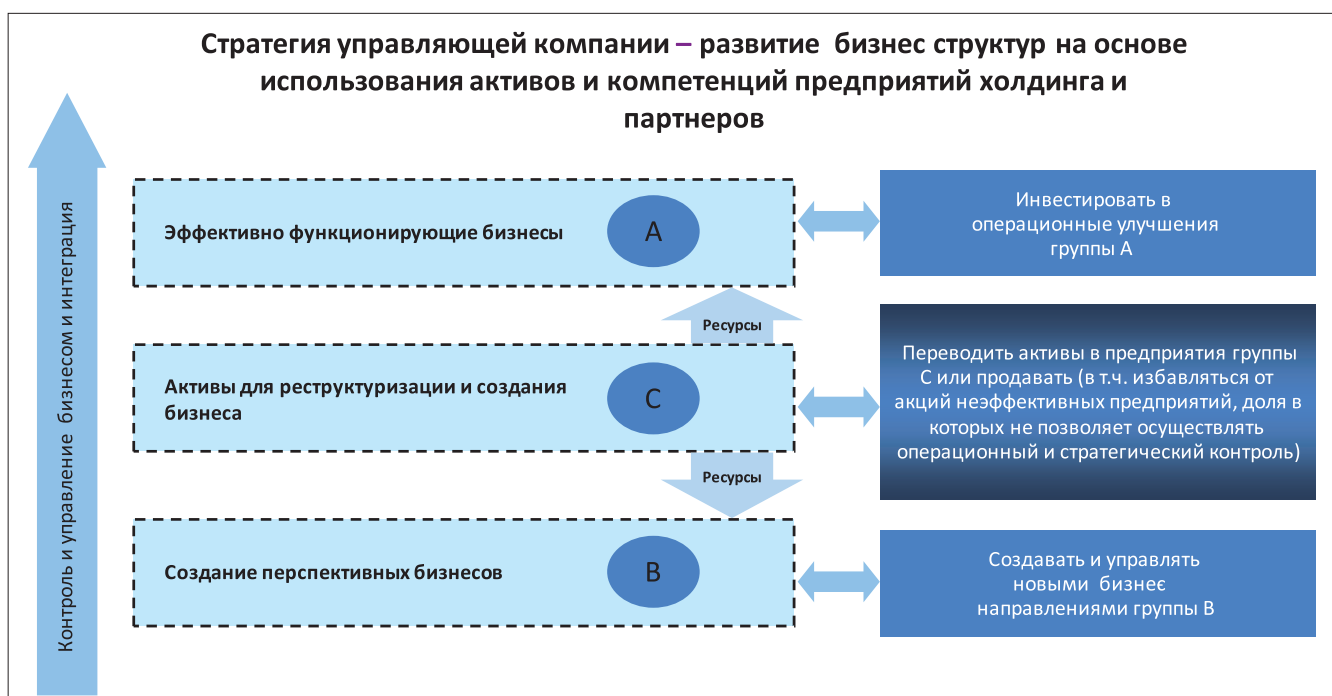 Стратегия управляющей компании – развитие бизнес структур на основе
использования активов и компетенций предприятий холдинга и
партнеров
Контроль и управление бизнесом и интеграция
Эффективно функционирующие бизнесы
А
Инвестировать в
операционные улучшения
группы А
Ресурсы
Активы для реструктуризации и создания
бизнеса
С
Переводить активы в предприятия группы
С или продавать (в т.ч. избавляться от
акций неэффективных предприятий, доля в
которых не позволяет осуществлять
операционный и стратегический контроль)
Ресурсы
Создание перспективных бизнесов
В
Создавать и управлять
новыми бизнес
направлениями группы В